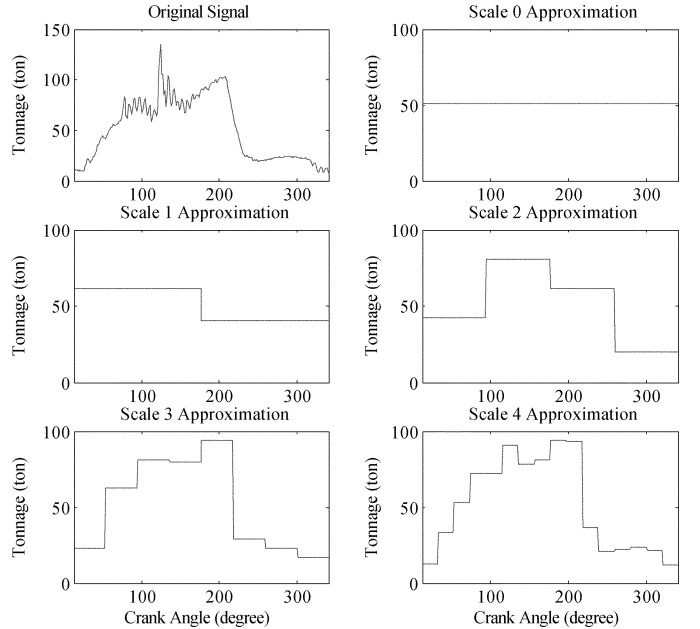 Original Signal
Scale 0 Approximation
150
100
50
0
Tonnage (ton)
100
200
300
100
50
0
Tonnage (ton)
100
200
300
Scale 1 Approximation
Scale 2 Approximation
100
50
0
Tonnage (ton)
100
200
300
100
50
0
Tonnage (ton)
100
200
300
Scale 3 Approximation
Scale 4 Approximation
100
50
0
Tonnage (ton)
100
200
300
Crank Angle (degree)
100
50
0
Tonnage (ton)
100
200
300
Crank Angle (degree)